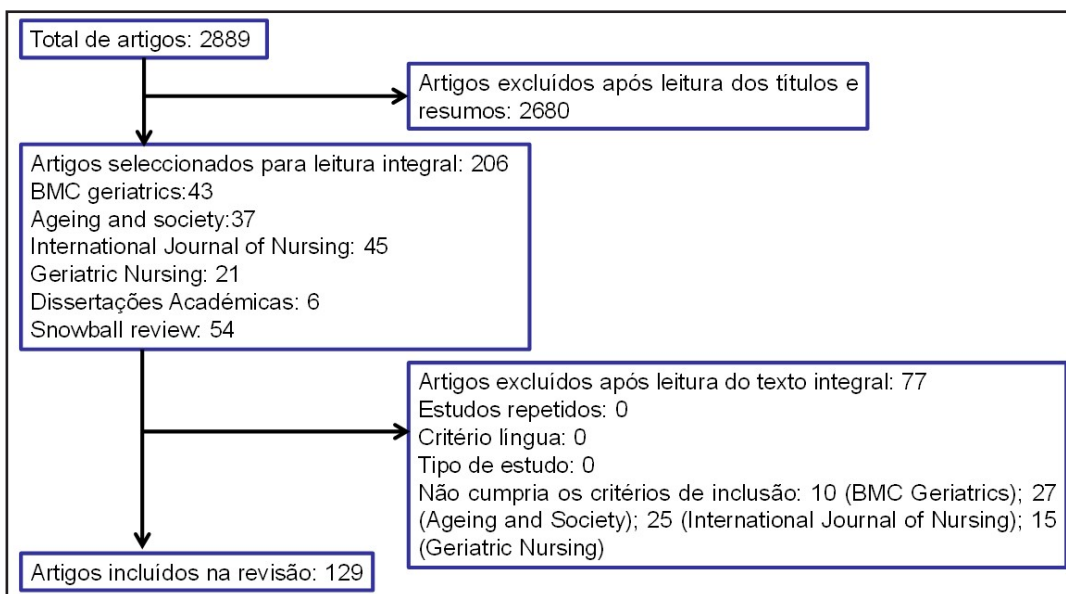 Total de artigos: 2889
Artigos excluídos após leitura dos títulos e
resumos: 2680
Artigos seleccionados para leitura integral: 206
BMC geriatrics:43
Ageing and society:37
International Journal of Nursing: 45
Geriatric Nursing: 21
Dissertações Académicas: 6
Snowball review: 54
Artigos excluídos após leitura do texto integral: 77
Estudos repetidos: 0
Critério língua: 0
Tipo de estudo: 0
Não cumpria os critérios de inclusão: 10 (BMC Geriatrics); 27
(Ageing and Society); 25 (International Journal of Nursing); 15
(Geriatric Nursing)
Artigos incluídos na revisão: 129